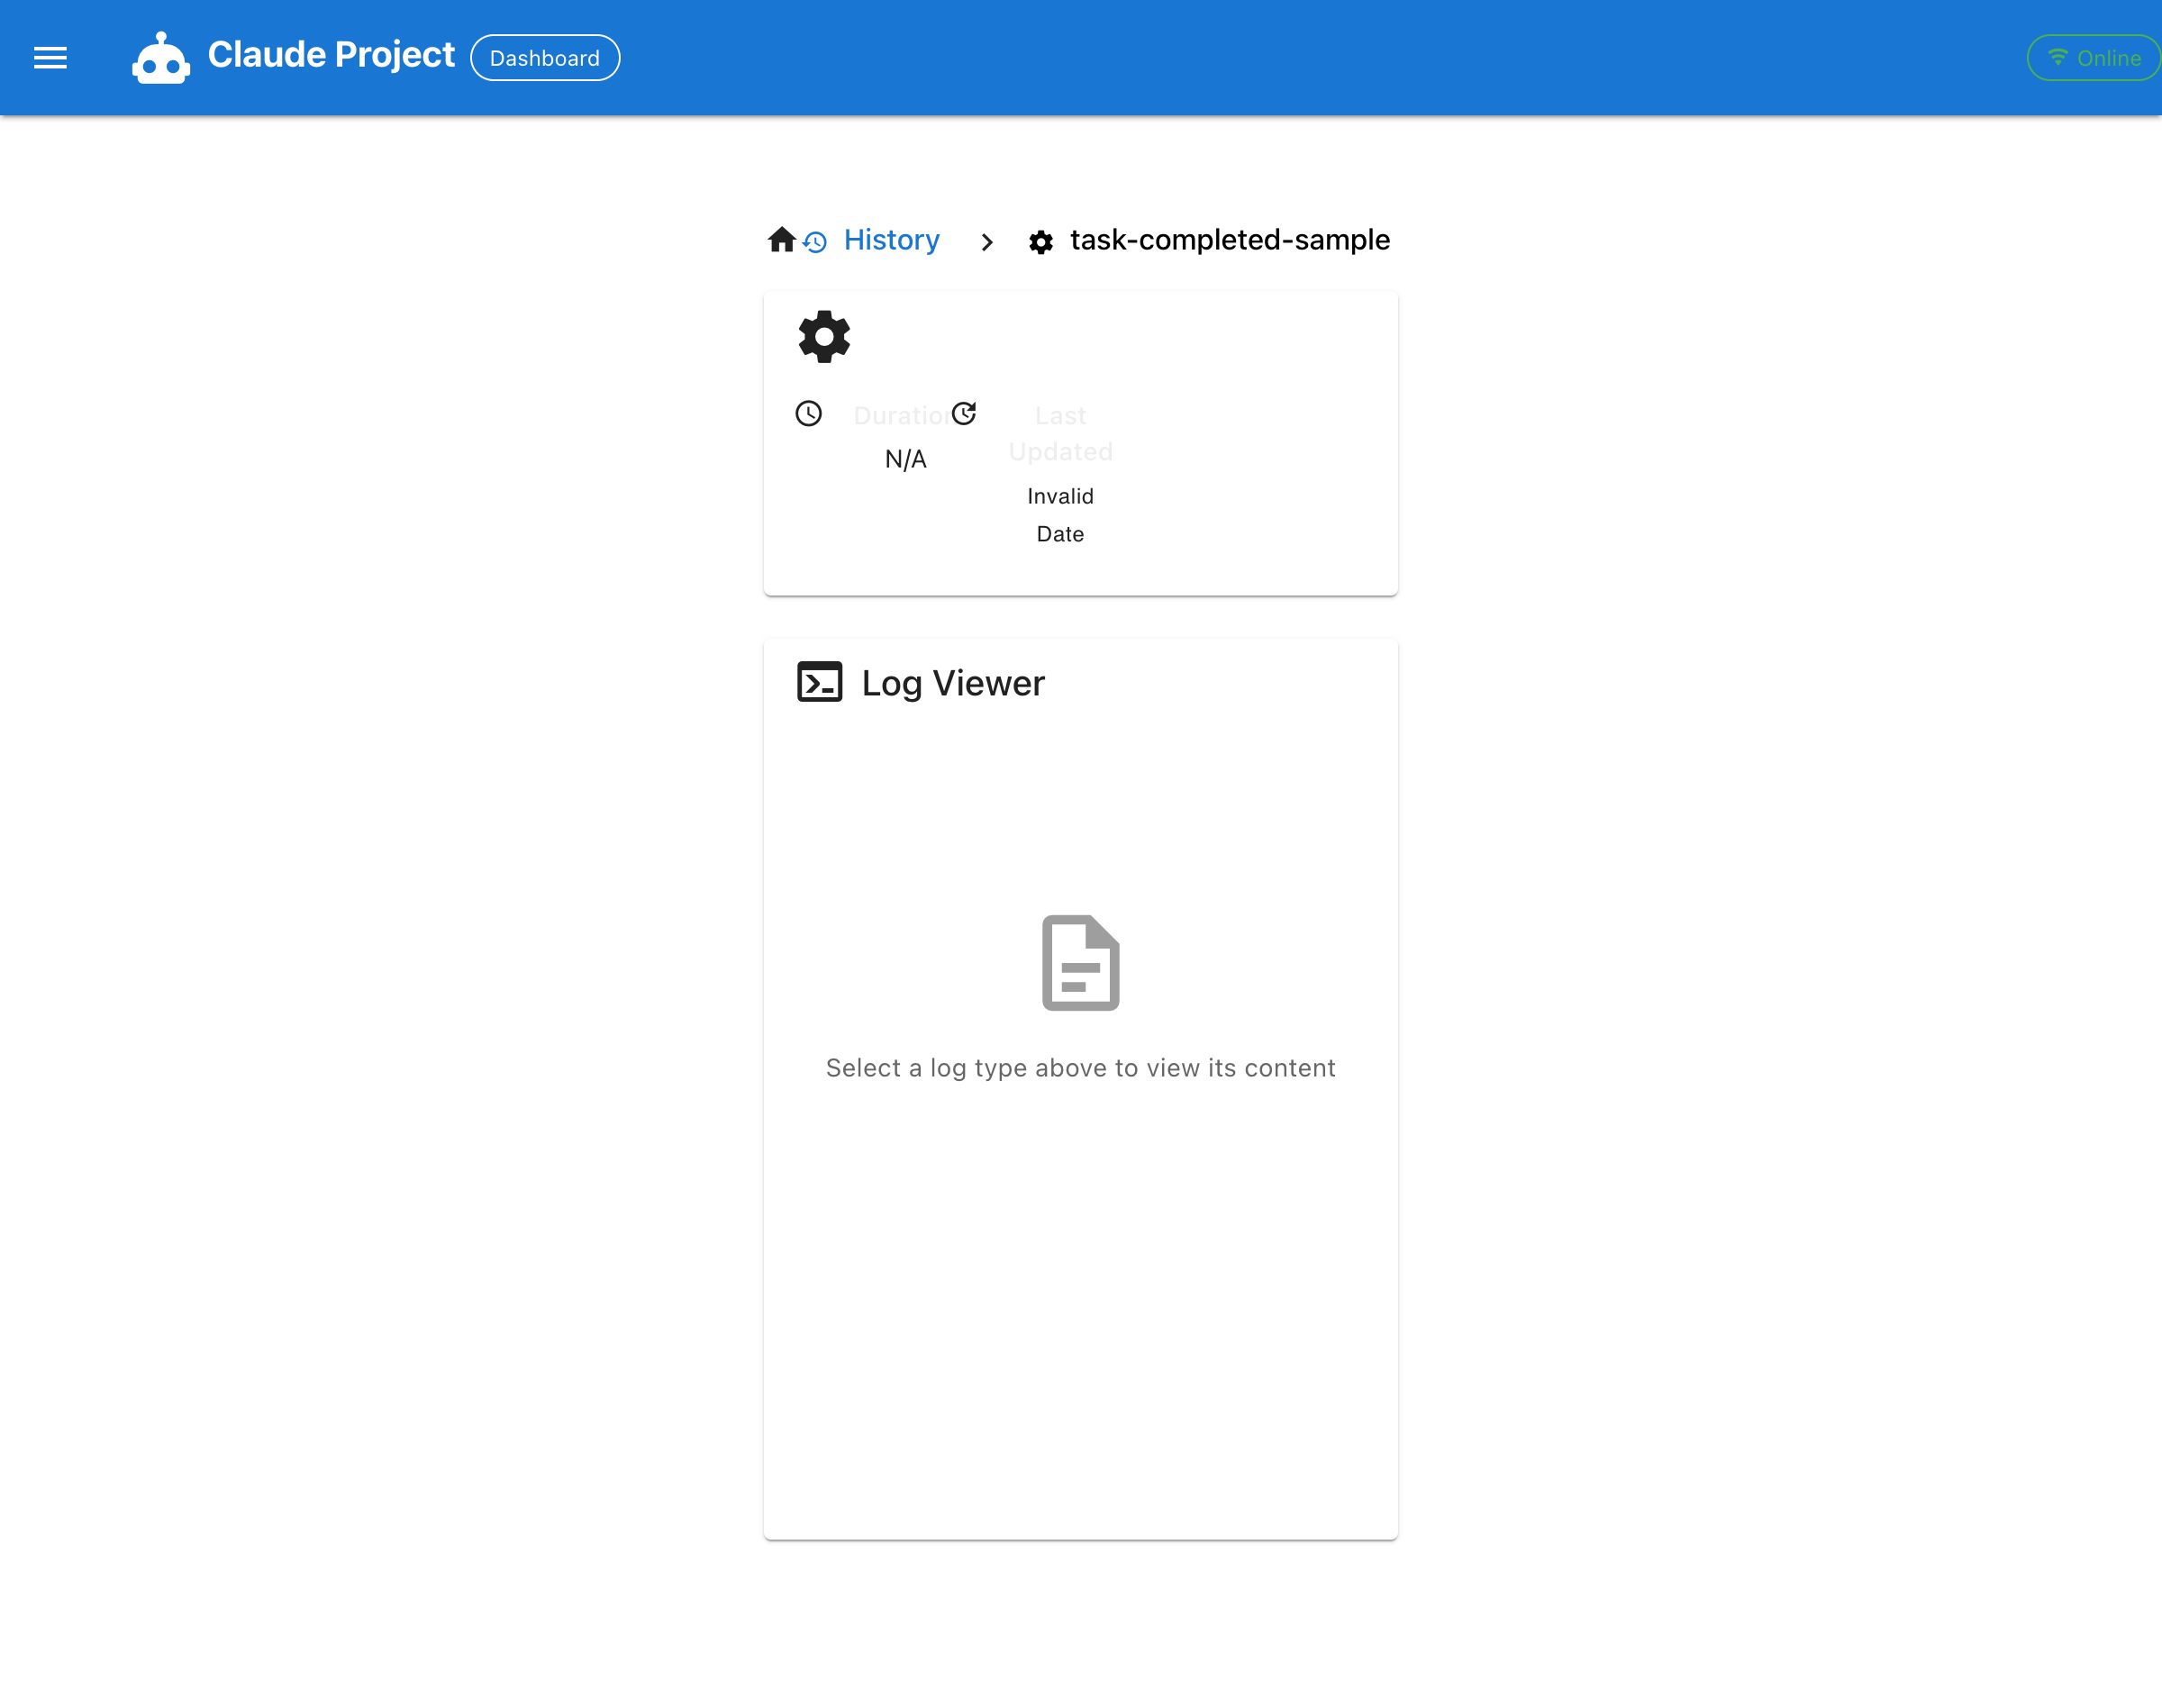 Claude Project
Dashboard
Online
History
task-completed-sample
Duration
N/A
Last
Updated
Invalid
Date
Log Viewer
Select a log type above to view its content